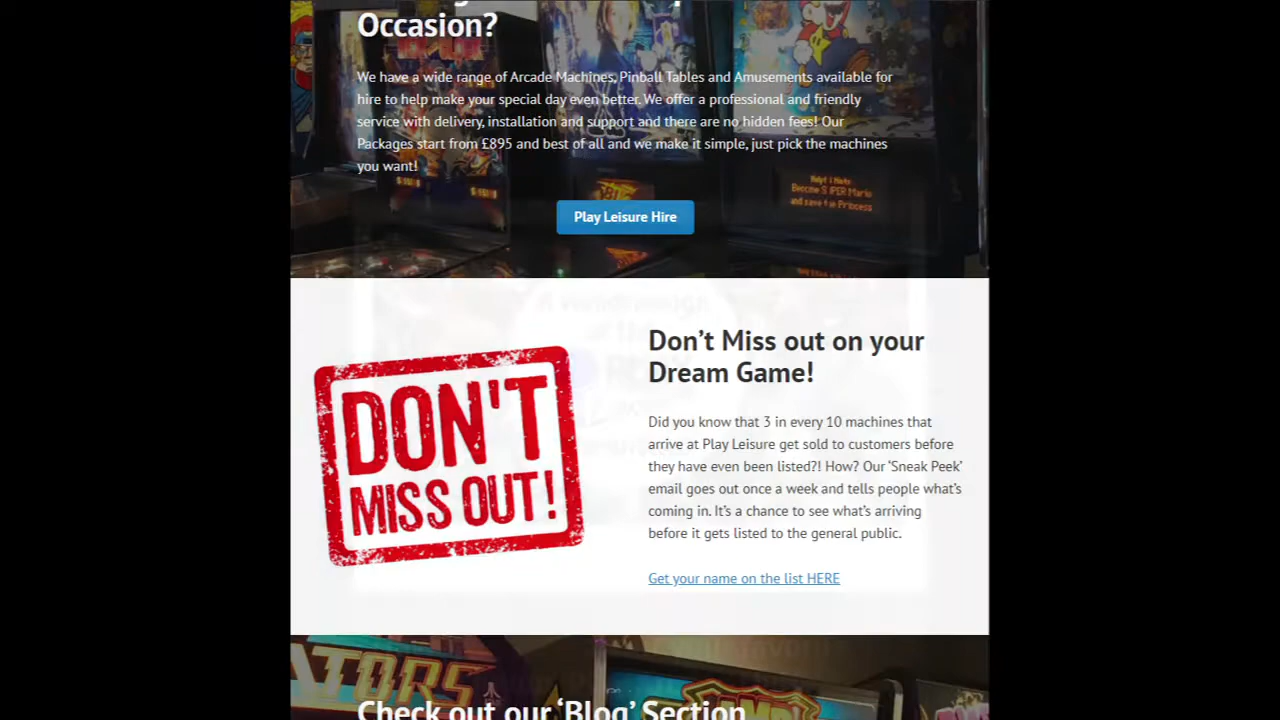 Occasion?
We have a wide range of Arcade Machines, Pinball Tables and Amusements available for
hire to help make your special day even better. We offer a professional and friendly
service with delivery, installation and support and there are no hidden fees! Our
Packages start from £895 and best of all and we make it simple, just pick the machines
you want!
Play Leisure Hire
DON'T
MISS OUT!
Don’t Miss out on your
Dream Game!
Did you know that 3 in every 10 machines that
arrive at Play Leisure get sold to customers before
they have even been listed?! How? Our ‘Sneak Peek’
email goes out once a week and tells people what’s
coming in. It’s a chance to see what’s arriving
before it gets listed to the general public.
Get your name on the list HERE
Check out our ‘Blog’ Section